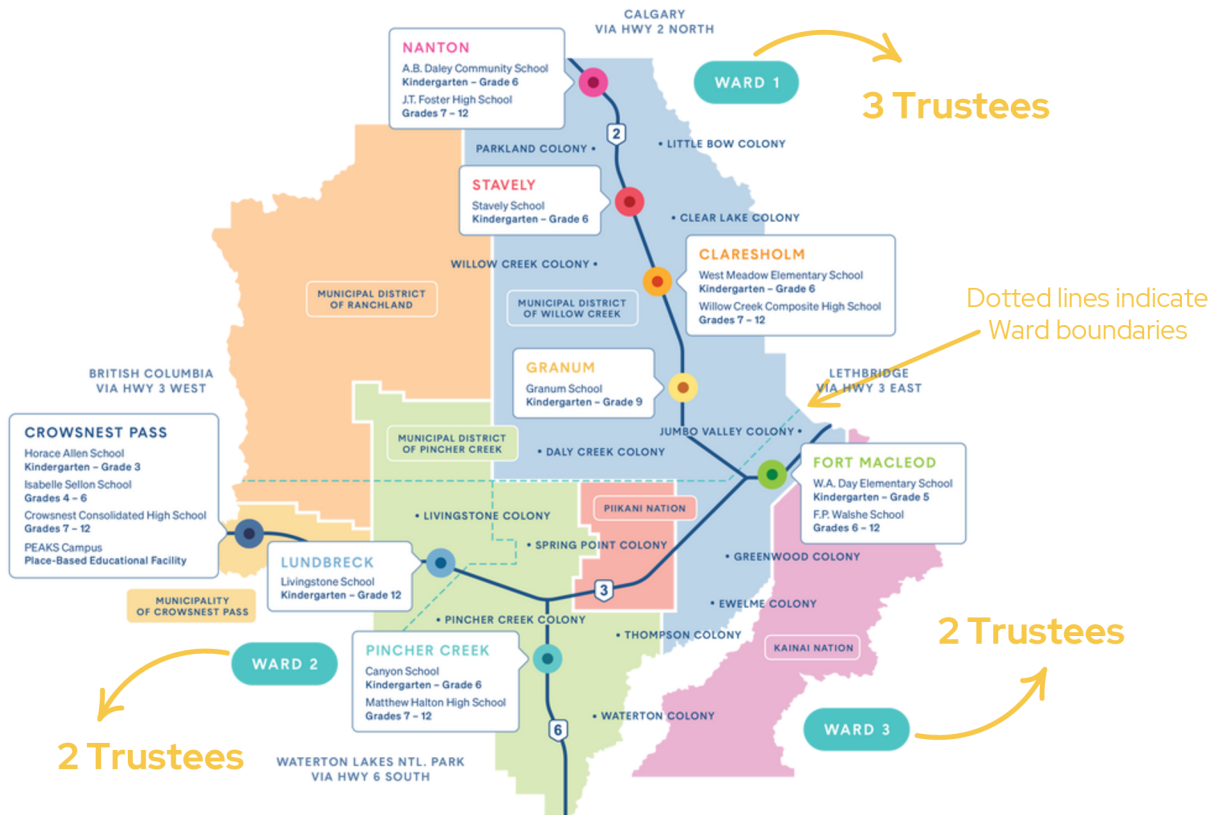 CALGARY
VIA HWY 2 NORTH
NANTON
A.B. Daley Community School
Kindergarten – Grade 6
J.T. Foster High School
Grades 7 – 12
WARD 1
3 Trustees
2
PARKLAND COLONY
LITTLE BOW COLONY
STAVELY
Stavely School
Kindergarten – Grade 6
CLEAR LAKE COLONY
WILLOW CREEK COLONY
CLARESHOLM
West Meadow Elementary School
Kindergarten – Grade 6
Willow Creek Composite High School
Grades 7 – 12
MUNICIPAL DISTRICT
OF RANCHLAND
MUNICIPAL DISTRICT
OF WILLOW CREEK
Dotted lines indicate
Ward boundaries
GRANUM
Granum School
Kindergarten – Grade 9
BRITISH COLUMBIA
VIA HWY 3 WEST
LETHBRIDGE
VIA HWY 3 EAST
CROWSNEST PASS
Horace Allen School
Kindergarten – Grade 3
Isabelle Sellon School
Grades 4 – 6
Crowsnest Consolidated High School
Grades 7 – 12
PEAKS Campus
Place-Based Educational Facility
MUNICIPAL DISTRICT
OF PINCHER CREEK
JUMBO VALLEY COLONY
DALY CREEK COLONY
FORT MACLEOD
W.A. Day Elementary School
Kindergarten – Grade 5
F.P. Walshe School
Grades 6 – 12
PIIKANI NATION
LIVINGSTONE COLONY
SPRING POINT COLONY
GREENWOOD COLONY
LUNDBRECK
Livingstone School
Kindergarten – Grade 12
3
MUNICIPALITY
OF CROWSNEST PASS
EWELME COLONY
PINCHER CREEK COLONY
THOMPSON COLONY
2 Trustees
KAINAI NATION
WARD 2
PINCHER CREEK
Canyon School
Kindergarten – Grade 6
Matthew Halton High School
Grades 7 – 12
WATERTON COLONY
6
WARD 3
2 Trustees
WATERTON LAKES NTL. PARK
VIA HWY 6 SOUTH